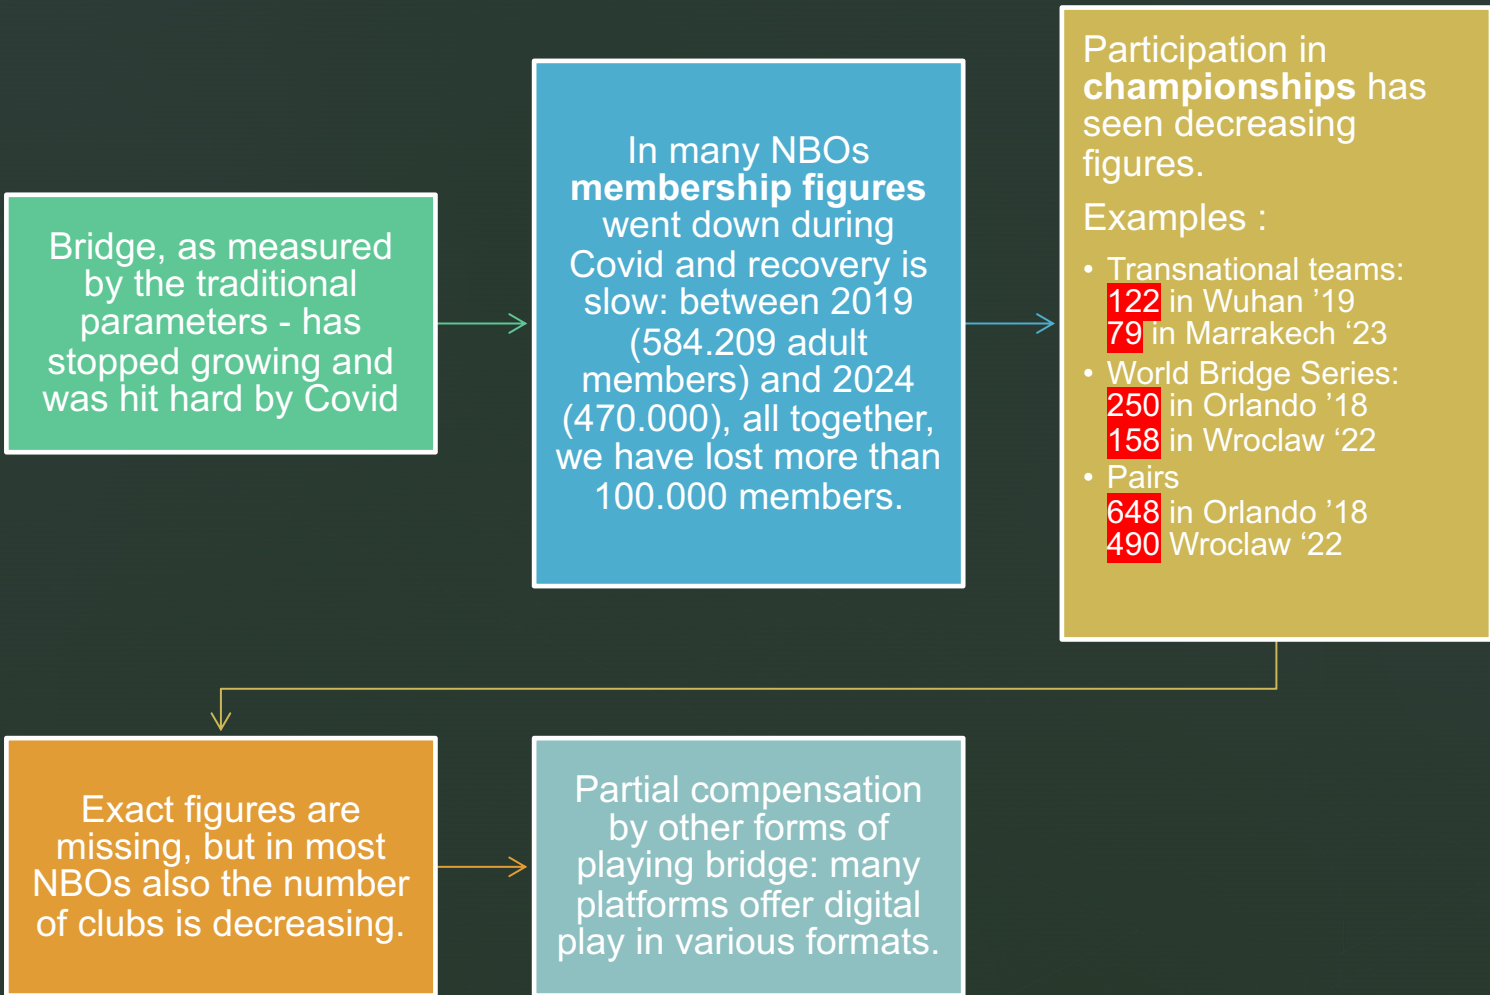 Bridge, as measured
by the traditional
parameters - has
stopped growing and
was hit hard by Covid
In many NBOs
membership figures
went down during
Covid and recovery is
slow: between 2019
(584.209 adult
members) and 2024
(470.000), all together,
we have lost more than
100.000 members.
Participation in
championships has
seen decreasing
figures.
Examples :
• Transnational teams:
122 in Wuhan ’19
79 in Marrakech ‘23
• World Bridge Series:
250 in Orlando ’18
158 in Wroclaw ‘22
• Pairs
648 in Orlando ’18
490 Wroclaw ‘22
Exact figures are
missing, but in most
NBOs also the number
of clubs is decreasing.
Partial compensation
by other forms of
playing bridge: many
platforms offer digital
play in various formats.